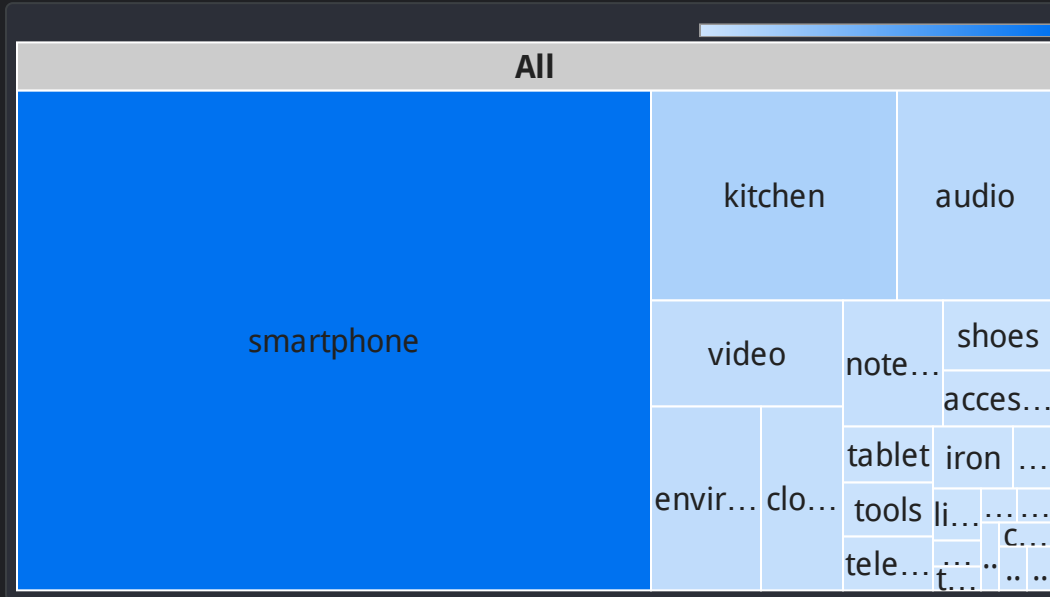 All
smartphone
kitchen
audio
video
note...
shoes
acces...
envir...
clo...
tablet
iron
...
tools
li...
...
...
c...
tele...
...
t...
..
..
..